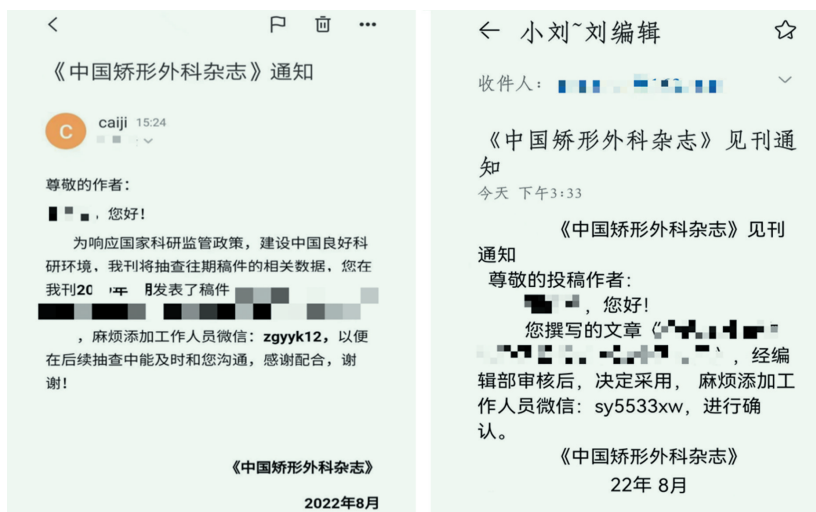 《中国矫形外科杂志》通知
C
caiji 15:24
尊敬的作者：
，您好！
为响应国家科研监管政策，建设中国良好科
研环境，我刊将抽查往期稿件的相关数据，您在
我刊20 发表了稿件
，麻烦添加工作人员微信：zgyyk12，以便
在后续抽查中能及时和您沟通，感谢配合，谢
谢！
《中国矫形外科杂志》
2022年8月
小刘~刘编辑
收件人：
《中国矫形外科杂志》见刊通
知
今天 下午3:33
《中国矫形外科杂志》见刊
通知
尊敬的投稿作者：
，您好！
您撰写的文章《
》，经编
辑部审核后，决定采用， 麻烦添加工
作人员微信：sy5533xw，进行确
认。
《中国矫形外科杂志》
22年 8月